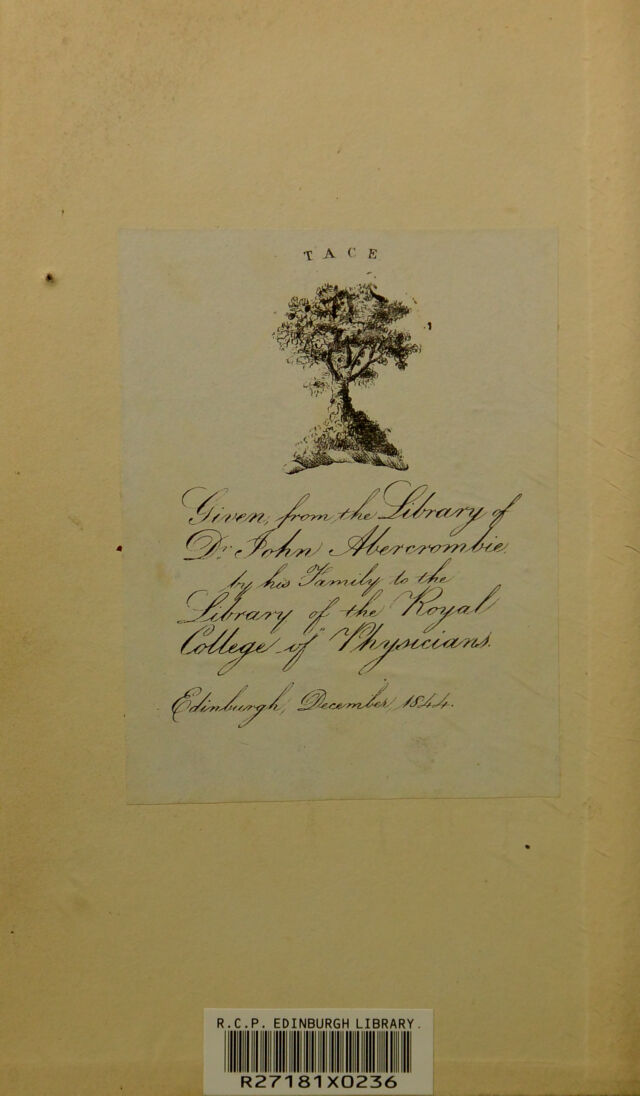 TACE
Given, from the Library of
Dr. John Abercrombie
by his Family to the
Library of the Royal
College of Physicians.
Edinburgh, December, 1844.
R.C.P. EDINBURGH LIBRARY.
R27181X0236